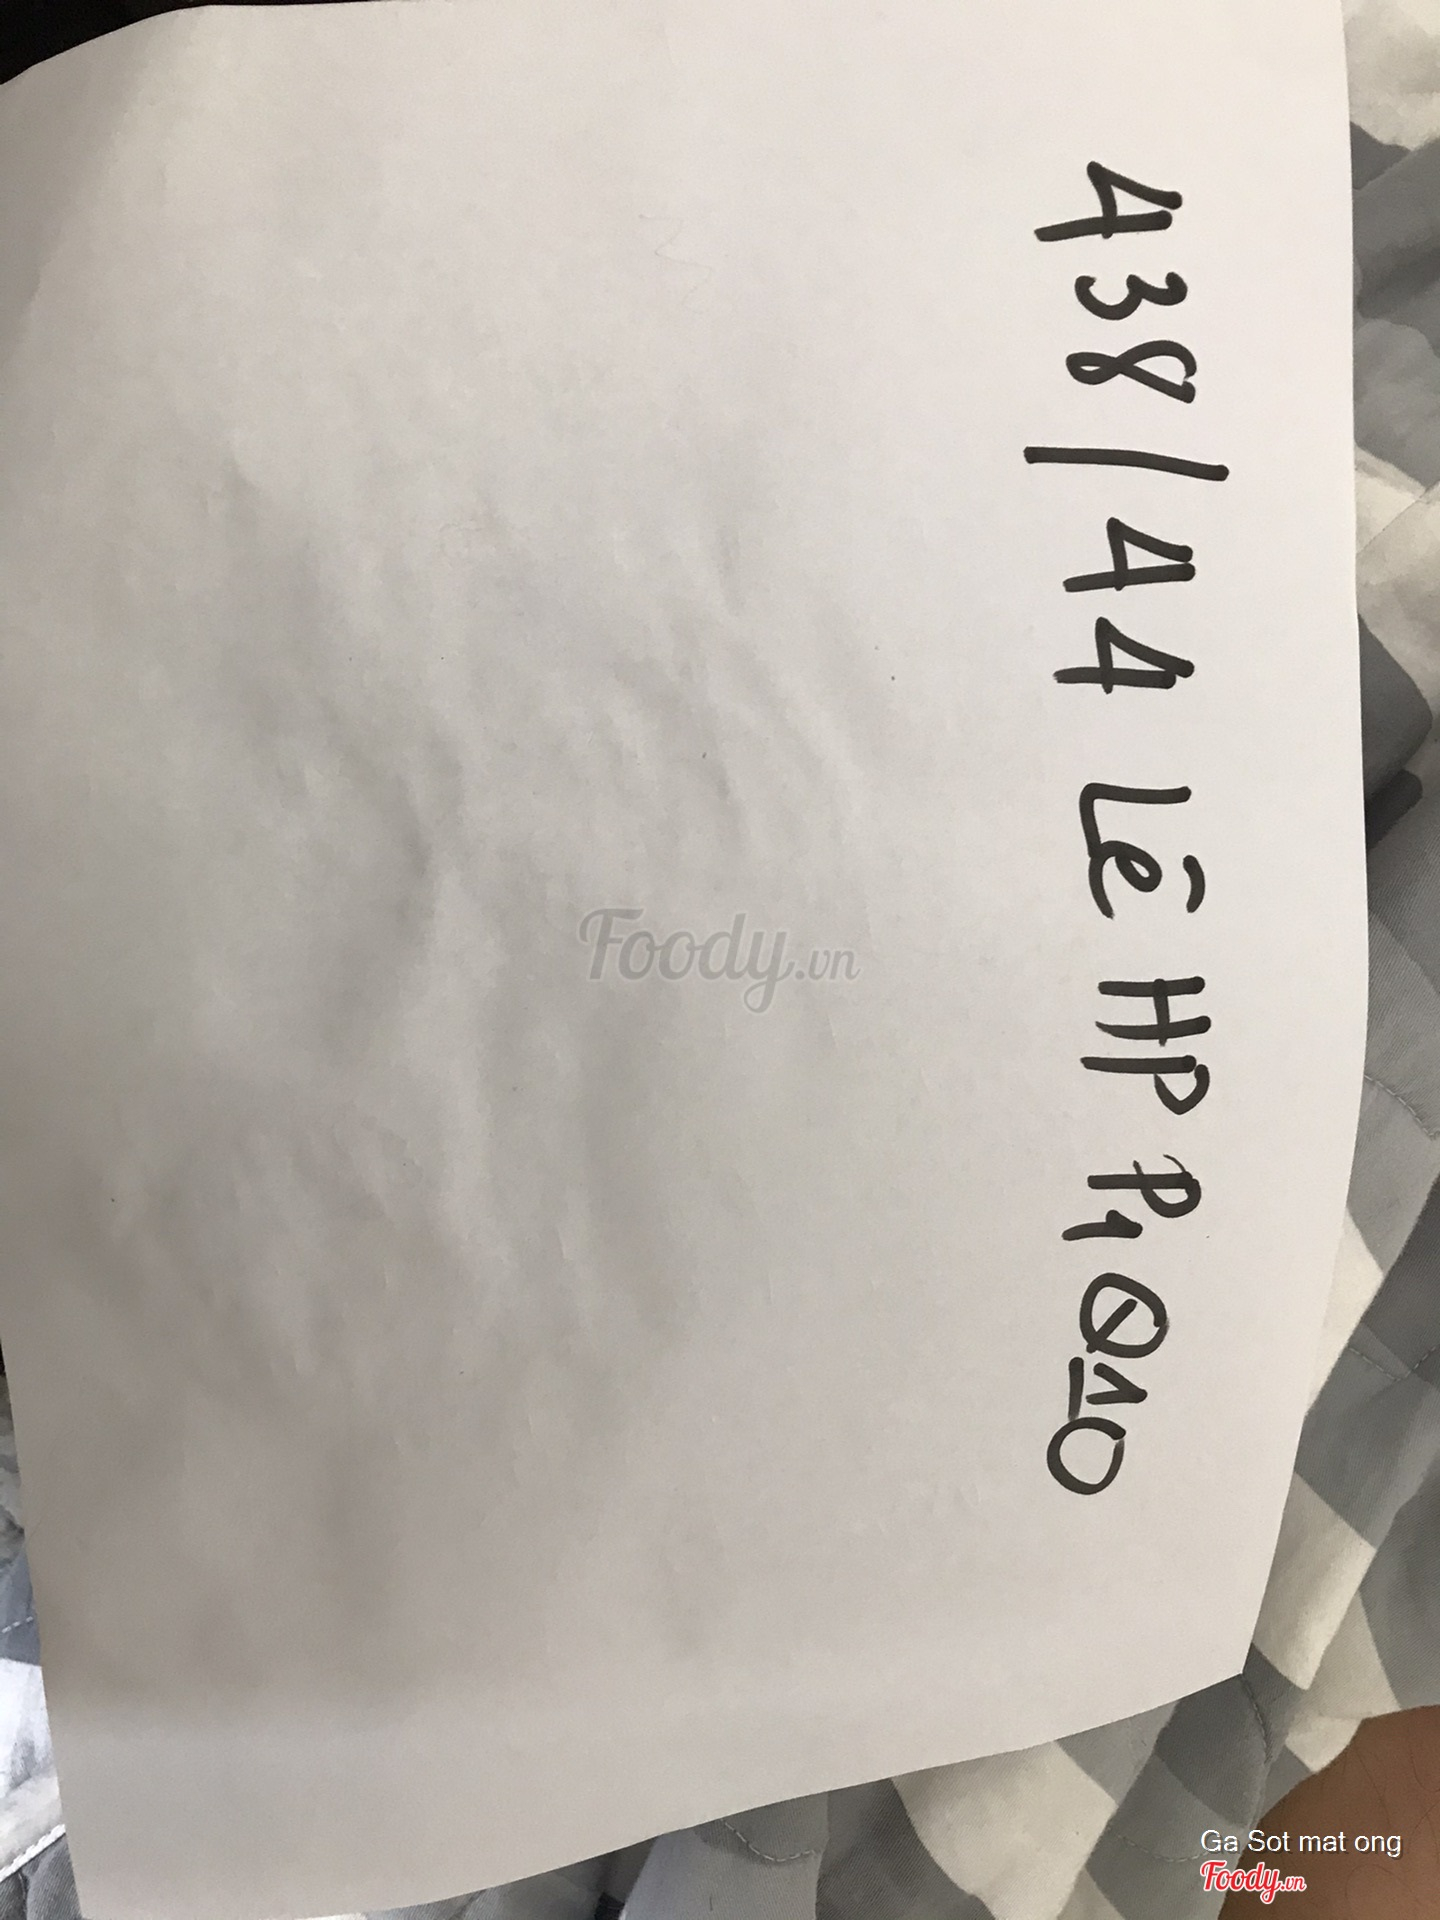 438/44 LÊ HP P1 Q10
Foody.vn
Ga Sot mat ong
Foody.vn